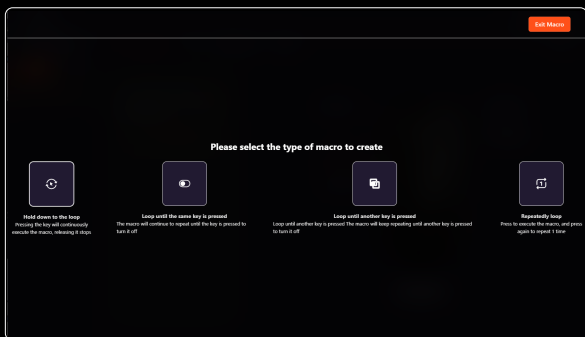 Exit Macro
Please select the type of macro to create
Hold down to the loop
Pressing the key will continuously
execute the macro, releasing it stops
Loop until the same key is pressed
The macro will continue to repeat until the key is pressed to
turn it off
Loop until another key is pressed
Loop until another key is pressed The macro will keep repeating until another key is pressed
to turn it off
1
Repeatedly loop
Press to execute the macro, and press
again to repeat 1 time